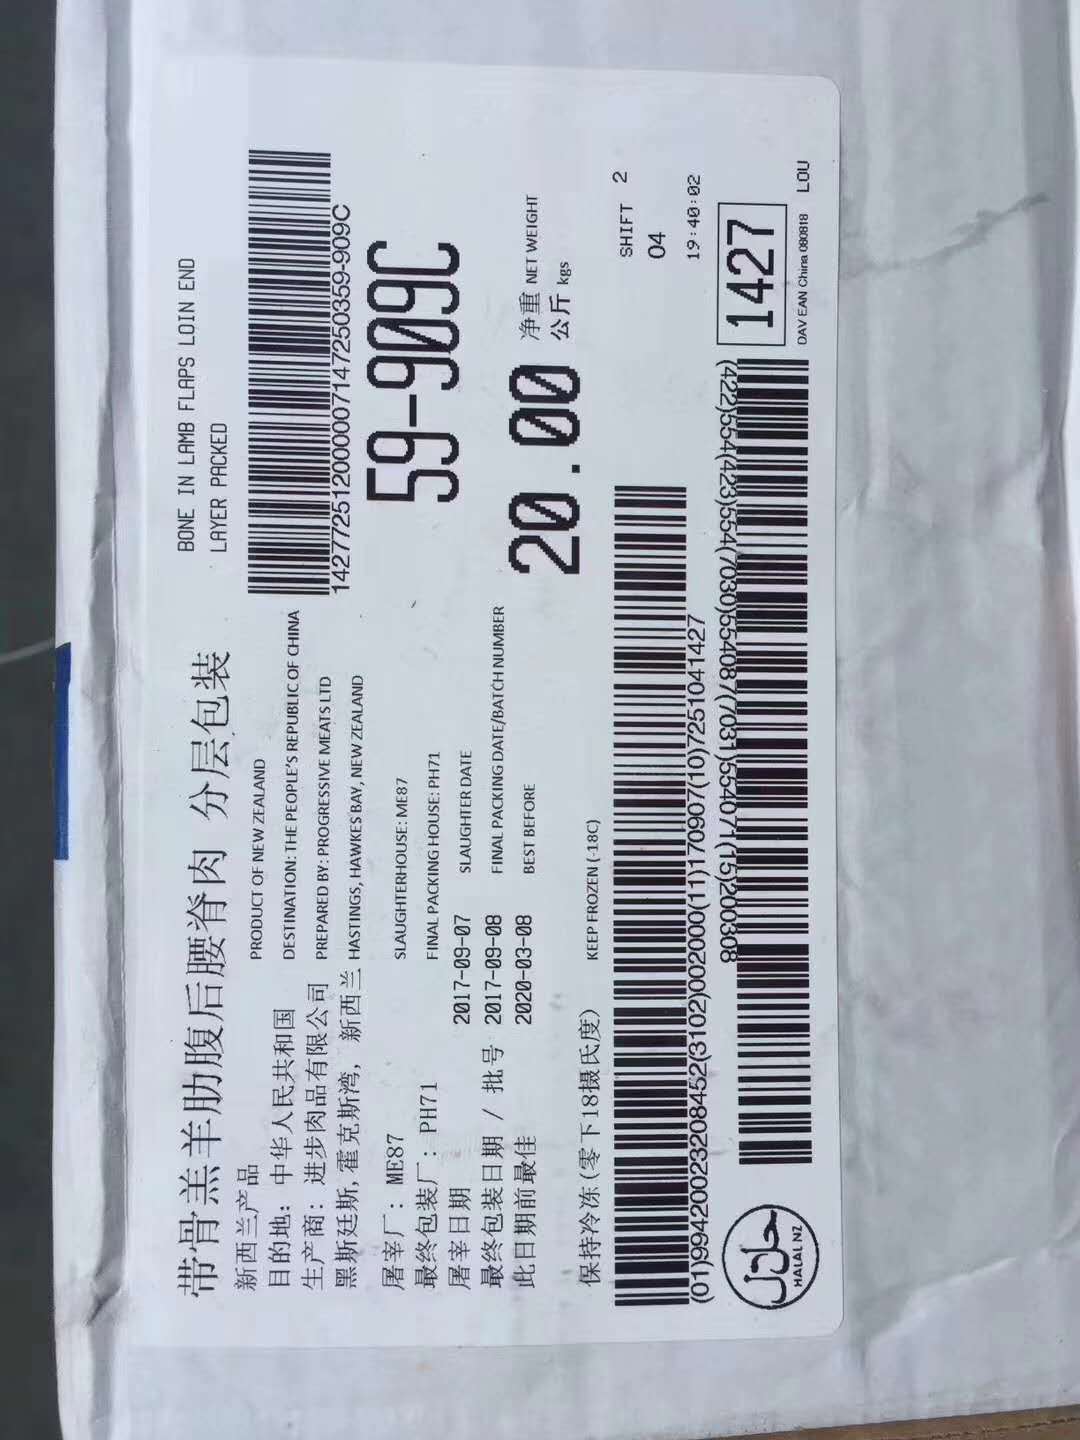 带骨羔羊肋腹后腰脊肉 分层包装
BONE IN LAMB FLAPS LOIN END
LAYER PACKED
新西兰产品
PRODUCT OF NEW ZEALAND
目的地：中华人民共和国
DESTINATION: THE PEOPLE'S REPUBLIC OF CHINA
生产商：进步肉品有限公司
PREPARED BY: PROGRESSIVE MEATS LTD
黑斯廷斯, 霍克斯湾， 新西兰
HASTINGS, HAWKES BAY, NEW ZEALAND
142772512000007147250359-909C
59-909C
屠宰厂: ME87
SLAUGHTERHOUSE: ME87
最终包装厂: PH71
FINAL PACKING HOUSE: PH71
屠宰日期 2017-09-07 SLAUGHTER DATE
最终包装日期 / 批号 2017-09-08 FINAL PACKING DATE/BATCH NUMBER
此日期前最佳 2020-03-08 BEST BEFORE
20.00 净重 NET WEIGHT
公斤 kgs
保持冷冻(零下18摄氏度) KEEP FROZEN (-18C)
SHIFT 2
04
19:40:02
(01)99420023208452(3102)002000(11)170907(10)7251041427
(422)554(423)554(7030)554087(7031)554071(15)200308
1427
DAV EAN China 080818 LOU
حلال
HALAL NZ